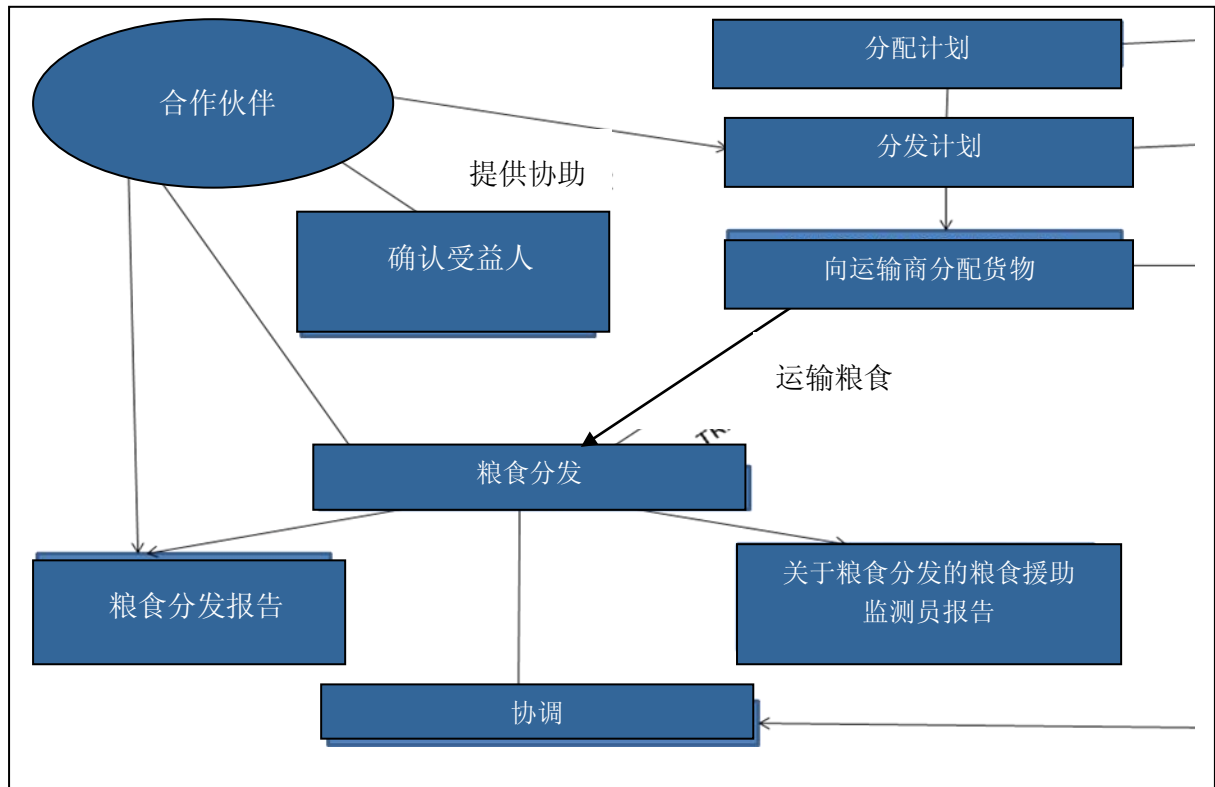 分配计划
合作伙伴
分发计划
提供协助
确认受益人
向运输商分配货物
运输粮食
TR
粮食分发
关于粮食分发的粮食援助
监测员报告
粮食分发报告
协调